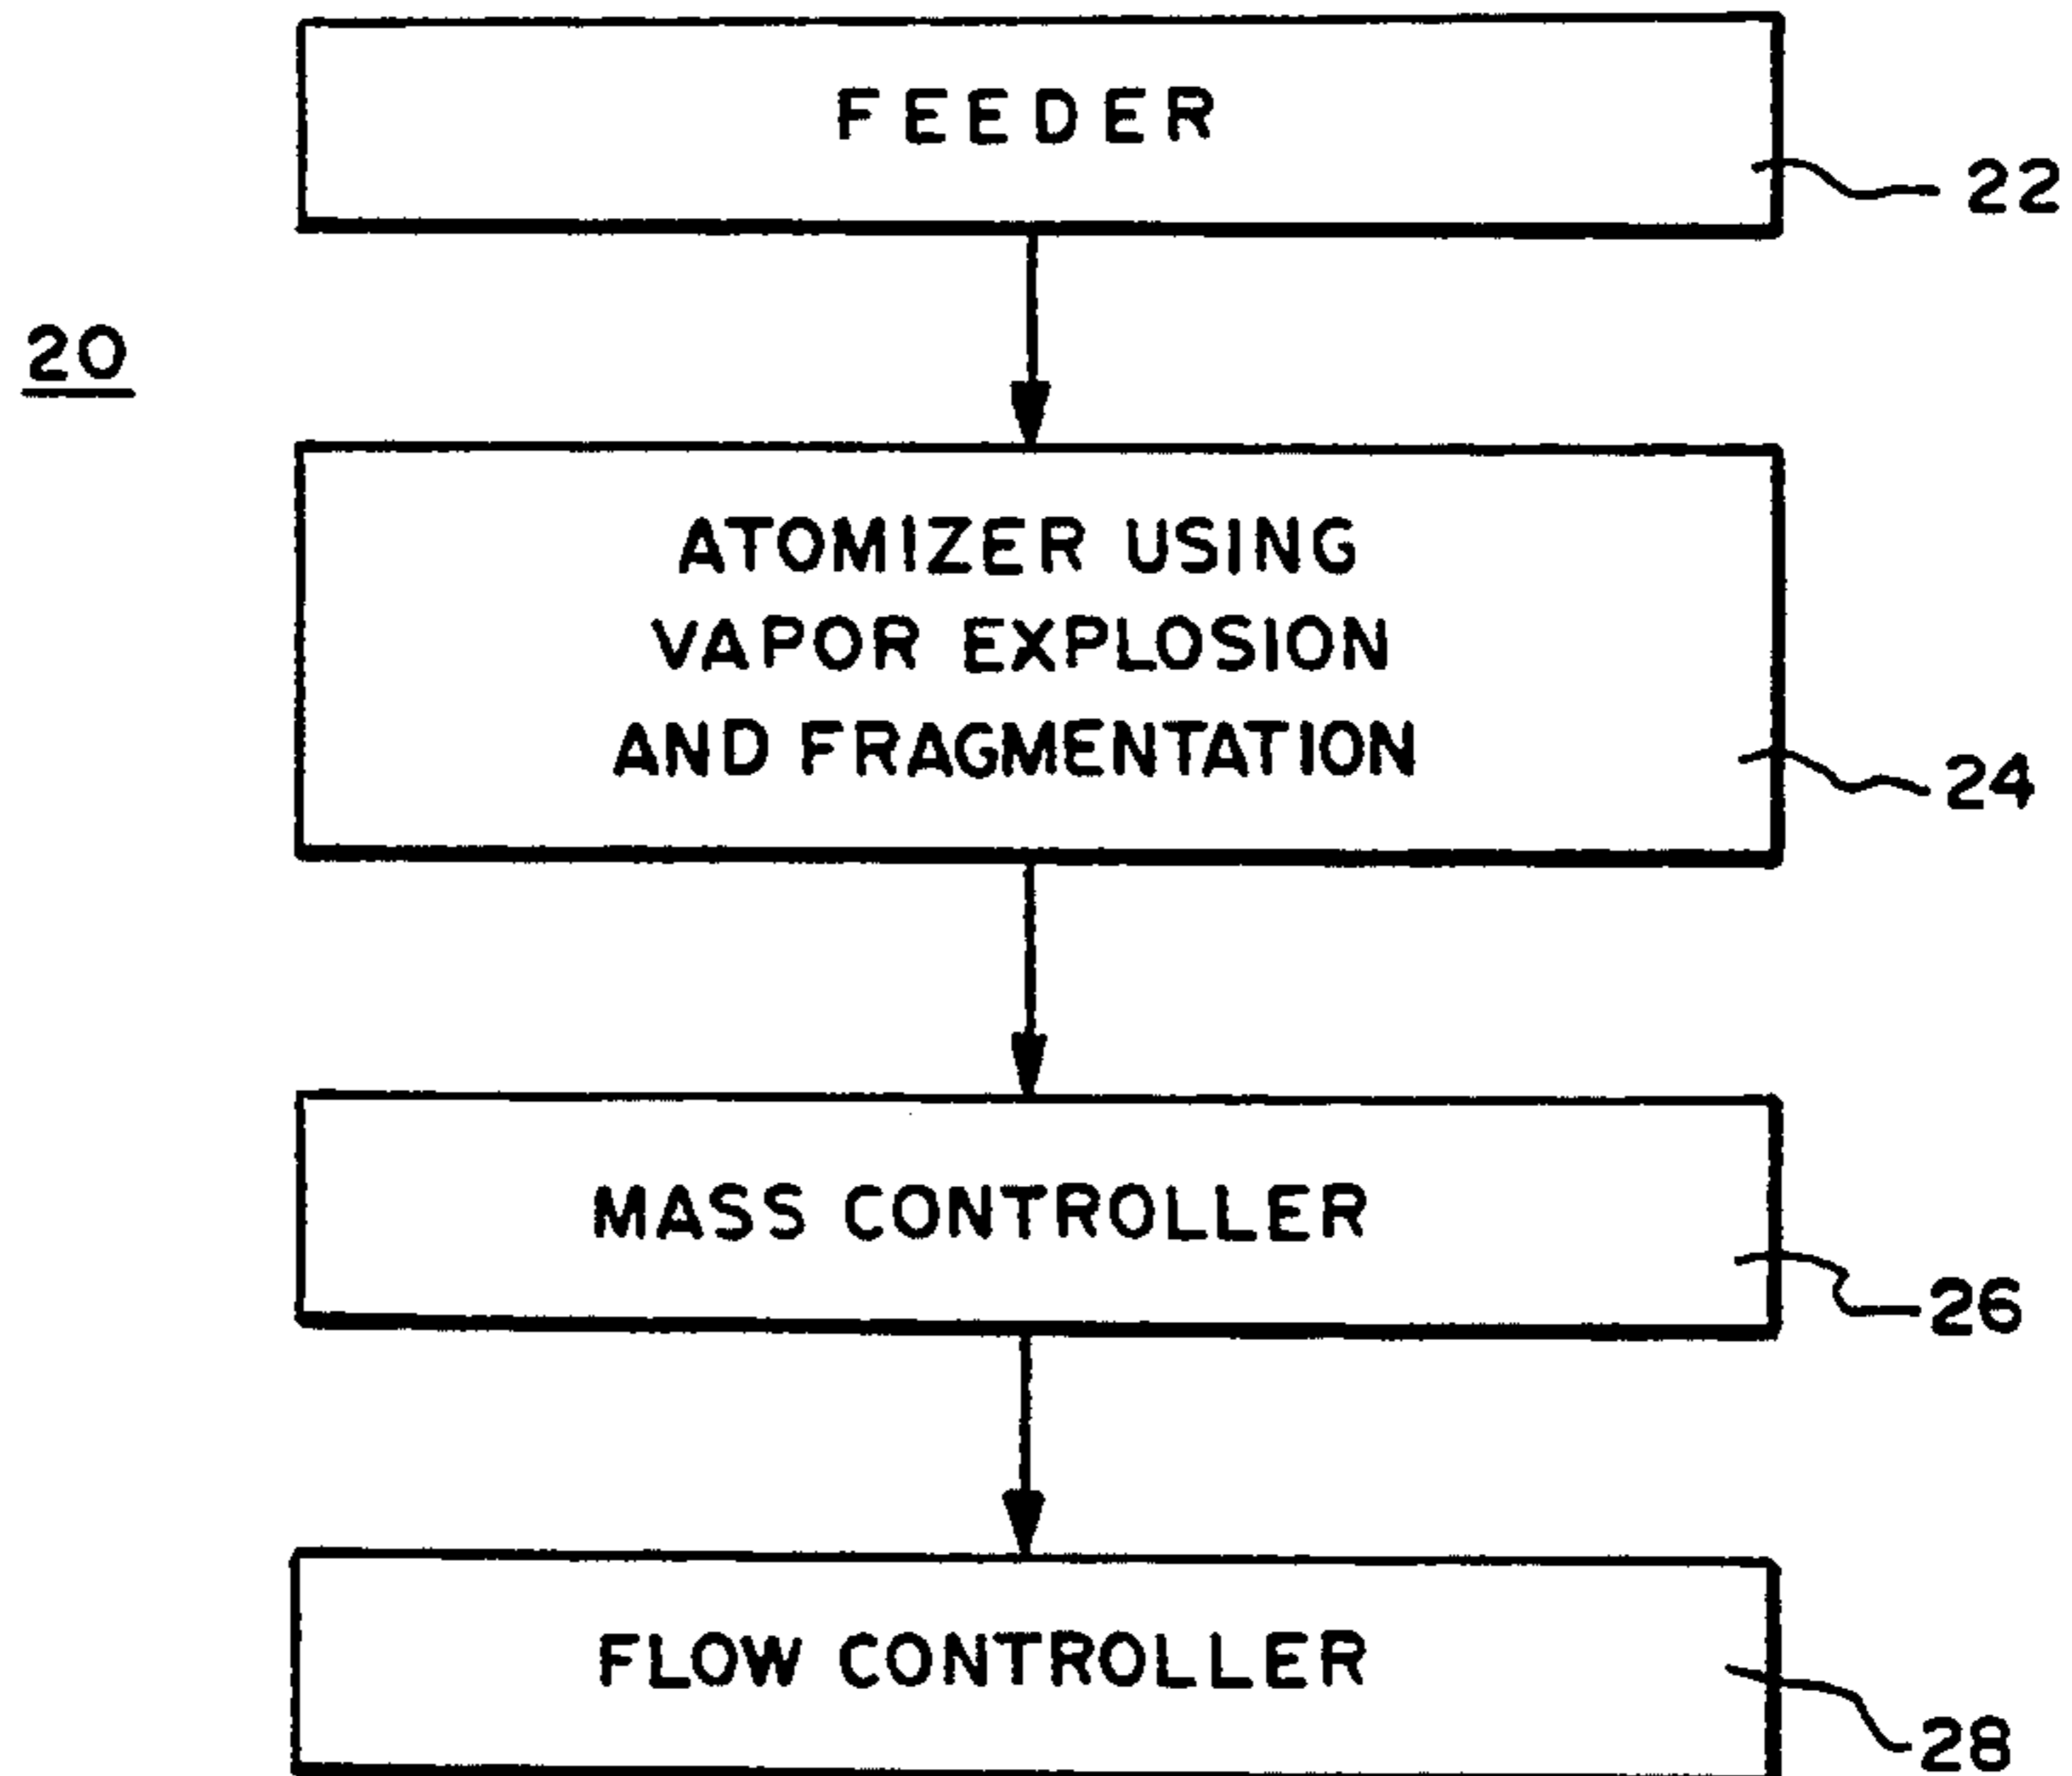 FEEDER
22
20
ATOMIZER USING
VAPOR EXPLOSION
AND FRAGMENTATION
24
MASS CONTROLLER
26
FLOW CONTROLLER
28